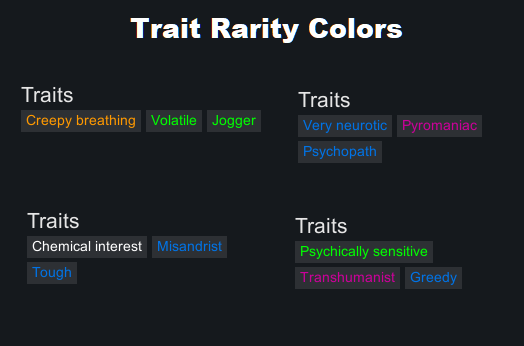 Trait Rarity Colors
Traits
Creepy breathing Volatile Jogger
Traits
Very neurotic Pyromaniac
Psychopath
Traits
Chemical interest Misandrist
Tough
Traits
Psychically sensitive
Transhumanist Greedy